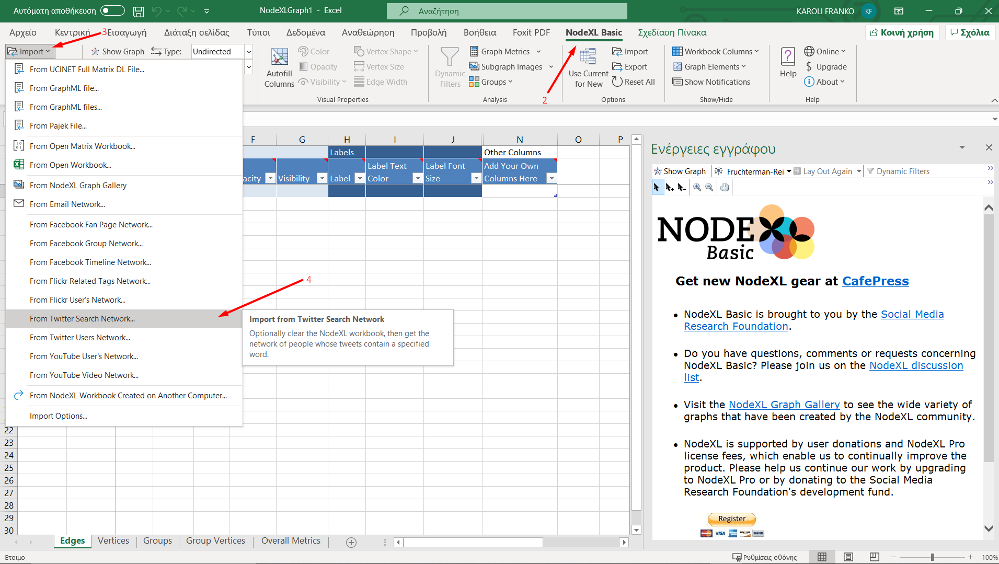 Αυτόματη αποθήκευση
NodeXLGraph1 - Excel
Αναζήτηση
KAROLI FRANKO KF
Αρχείο Κεντρική 3 Εισαγωγή Διάταξη σελίδας Τύποι Δεδομένα Αναθεώρηση Προβολή Βοήθεια Foxit PDF NodeXL Basic Σχεδίαση Πίνακα Κοινή χρήση Σχόλια
Import Show Graph Type: Undirected
Autofill Columns
Color
Opacity
Visibility
Vertex Shape
Vertex Size
Edge Width
Visual Properties
Dynamic Filters
Graph Metrics
Subgraph Images
Groups
Analysis
2
Use Current for New
Import
Export
Reset All
Options
Workbook Columns
Graph Elements
Show Notifications
Show/Hide
Help
Online
Upgrade
About
Help
From UCINET Full Matrix DL File...
From GraphML file...
From GraphML files...
From Pajek File...
From Open Matrix Workbook...
From Open Workbook...
From NodeXL Graph Gallery
From Email Network...
From Facebook Fan Page Network...
From Facebook Group Network...
From Facebook Timeline Network...
From Flickr Related Tags Network...
From Flickr User's Network...
From Twitter Search Network...
From Twitter Users Network...
From YouTube User's Network...
From YouTube Video Network...
From NodeXL Workbook Created on Another Computer...
Import Options...
4
Import from Twitter Search Network
Optionally clear the NodeXL workbook, then get the
network of people whose tweets contain a specified
word.
F G H I J N O P
Labels Other Columns
acity Visibility Label Label Text Color Label Font Size Add Your Own Columns Here
22
23
24
25
26
27
28
29
30
Ενέργειες εγγράφου
Show Graph Fruchterman-Rei Lay Out Again Dynamic Filters
NODEXL
Basic
Get new NodeXL gear at CafePress
• NodeXL Basic is brought to you by the Social Media
Research Foundation.
• Do you have questions, comments or requests concerning
NodeXL Basic? Please join us on the NodeXL discussion
list.
• Visit the NodeXL Graph Gallery to see the wide variety of
graphs that have been created by the NodeXL community.
• NodeXL is supported by user donations and NodeXL Pro
license fees, which enable us to continually improve the
product. Please help us continue our work by upgrading
to NodeXL Pro or by donating to the Social Media
Research Foundation's development fund.
Register
VISA BANK
Edges Vertices Groups Group Vertices Overall Metrics
Έτοιμο
Ρυθμίσεις οθόνης
100%